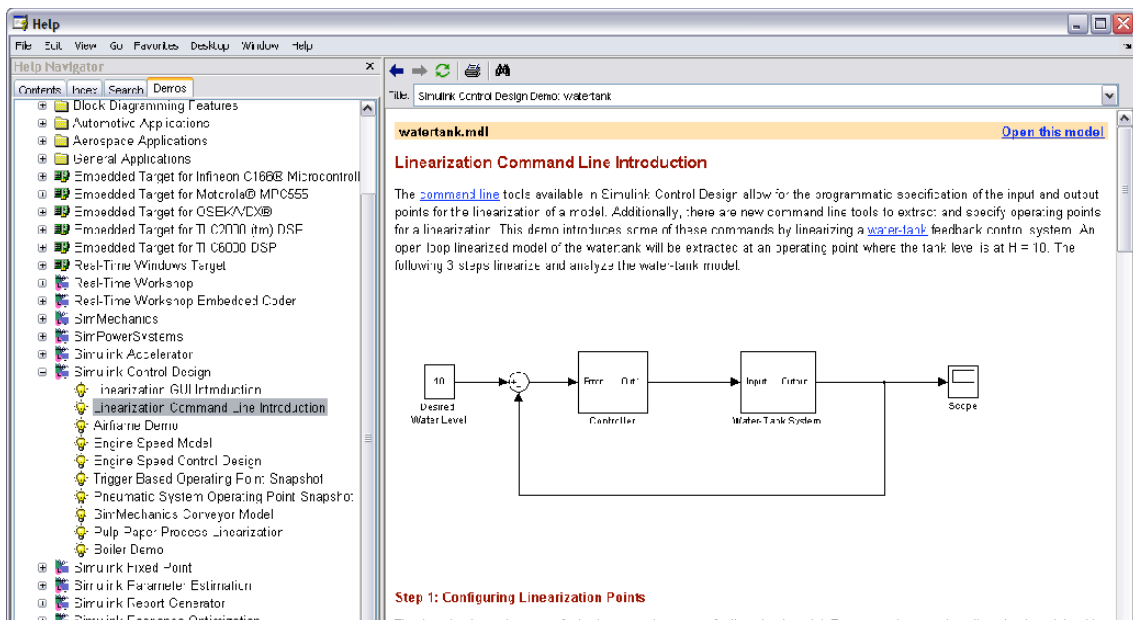 Help
File Edit View Go Favorites Desktop Window Help
Help Navigator
Contents Index Search Demos
Block Diagramming Features
Automotive Applications
Aerospace Applications
General Applications
Embedded Target for Infineon C166® Microcontroll
Embedded Target for Motorola® MPC555
Embedded Target for OSEK/VDX®
Embedded Target for TI C2000 (tm) DSP
Embedded Target for TI C6000 DSP
Real-Time Windows Target
Real-Time Workshop
Real-Time Workshop Embedded Coder
SimMechanics
SimPowerSystems
Simulink Accelerator
Simulink Control Design
Linearization GUI Introduction
Linearization Command Line Introduction
Airframe Demo
Engine Speed Model
Engine Speed Control Design
Trigger Based Operating Point Snapshot
Pneumatic System Operating Point Snapshot
SimMechanics Conveyor Model
Pulp Paper Process Linearization
Boiler Demo
Simulink Fixed Point
Simulink Parameter Estimation
Simulink Report Generator
Simulink Response Optimization
Title: Simulink Control Design Demo: watertank
watertank.mdl Open this model
Linearization Command Line Introduction
The command line tools available in Simulink Control Design allow for the programmatic specification of the input and output
points for the linearization of a model. Additionally, there are new command line tools to extract and specify operating points
for a linearization. This demo introduces some of these commands by linearizing a water-tank feedback control system. An
open loop linearized model of the watertank will be extracted at an operating point where the tank level is at H = 10. The
following 3 steps linearize and analyze the water-tank model.
10
Desired
Water Level
Error Out1
Controller
Input Output
Water-Tank System
Scope
Step 1: Configuring Linearization Points